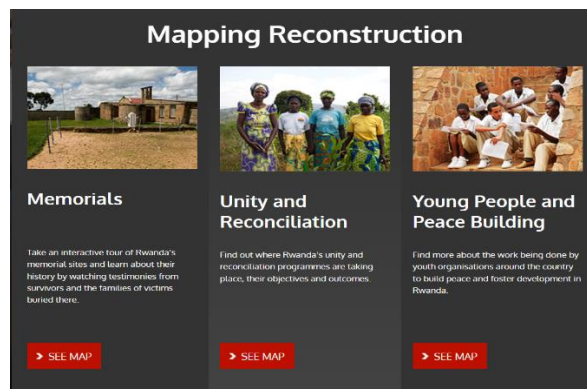 Mapping Reconstruction
Memorials
Take an interactive tour of Rwanda's
memorial sites and learn about their
history by watching testimonies from
survivors and the families of victims
buried there.
SEE MAP
Unity and
Reconciliation
Find out where Rwanda's unity and
reconciliation programmes are taking
place, their objectives and outcomes.
SEE MAP
Young People and
Peace Building
Find more about the work being done by
youth organisations around the country
to build peace and foster development in
Rwanda.
SEE MAP